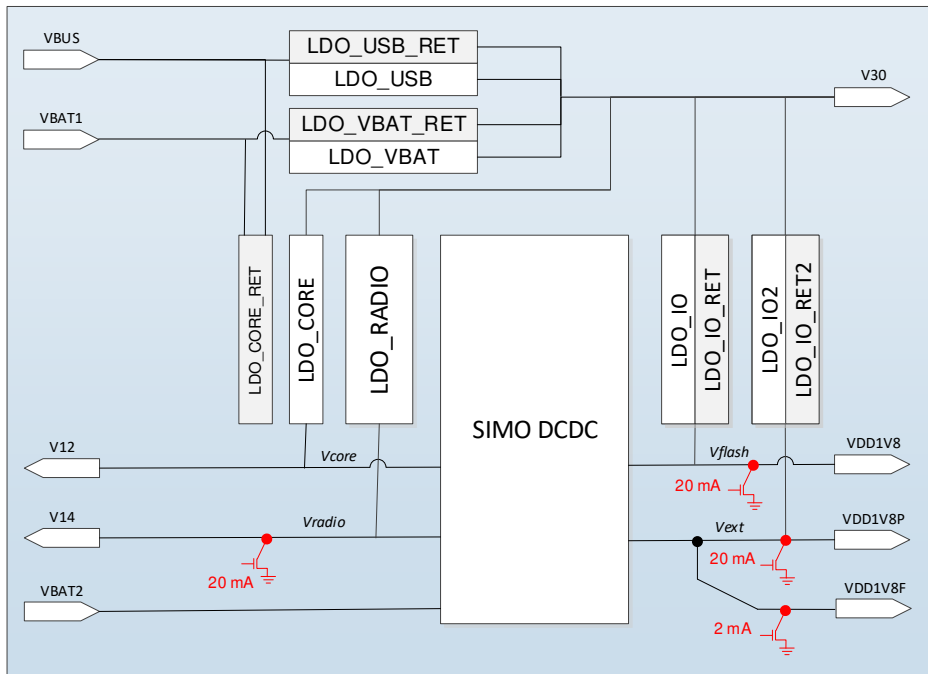 VBUS
LDO_USB_RET
LDO_USB
V30
VBAT1
LDO_VBAT_RET
LDO_VBAT
LDO_CORE_RET
LDO_CORE
LDO_RADIO
SIMO DCDC
LDO_IO
LDO_IO_RET
LDO_IO2
LDO_IO_RET2
V12
Vcore
Vflash
VDD1V8
20 mA
V14
Vradio
Vext
VDD1V8P
20 mA
20 mA
VBAT2
VDD1V8F
2 mA